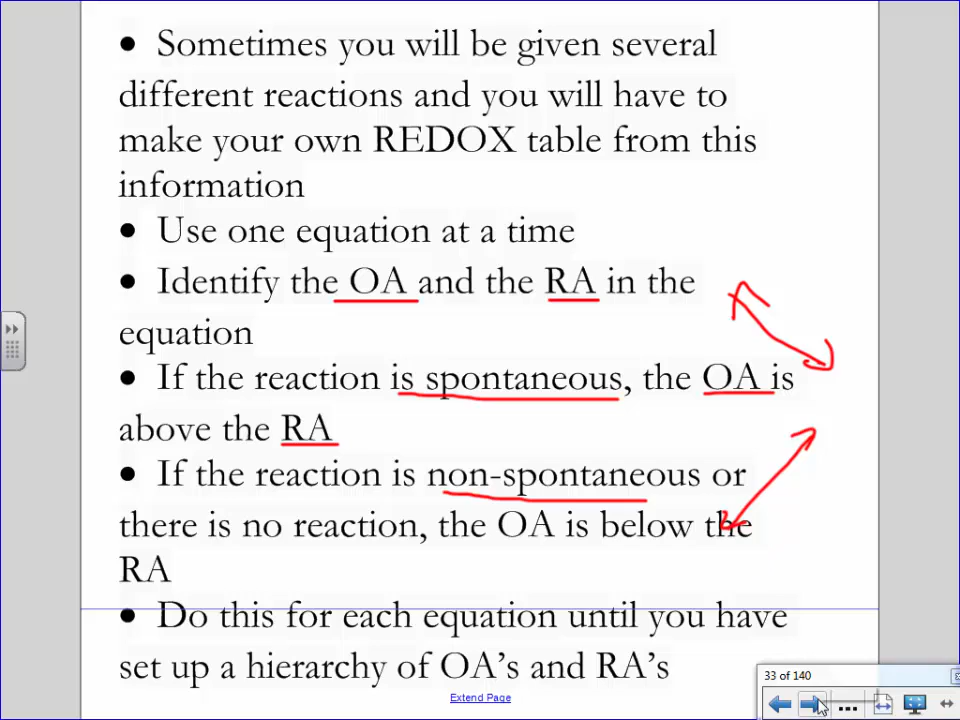 • Sometimes you will be given several
different reactions and you will have to
make your own REDOX table from this
information
• Use one equation at a time
• Identify the OA and the RA in the
equation
• If the reaction is spontaneous, the OA is
above the RA
• If the reaction is non-spontaneous or
there is no reaction, the OA is below the
RA
• Do this for each equation until you have
set up a hierarchy of OA's and RA's
33 of 140
Extend Page